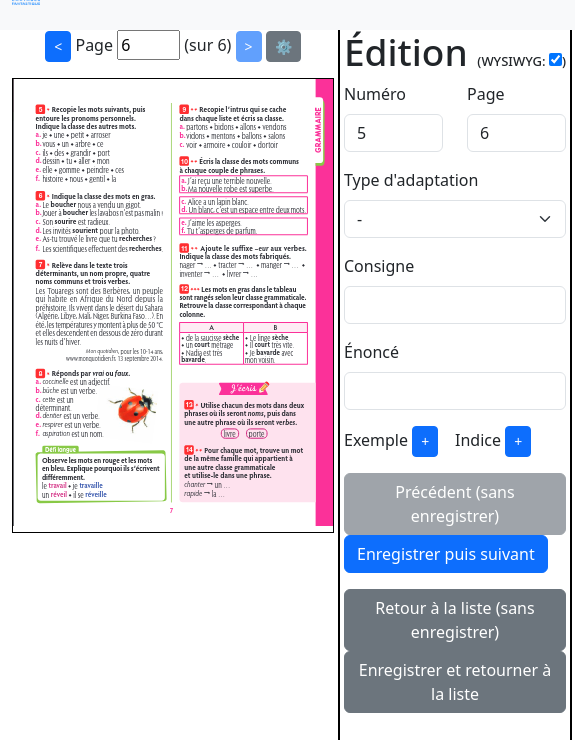 < Page 6 (sur 6) >
5 • Recopie les mots suivants, puis
entoure les pronoms personnels.
Indique la classe des autres mots.
a. je • une • petit • arroser
b. vous • un • arbre • ce
c. ils • des • grandir • port
d. dessin • tu • aller • mon
e. elle • gomme • peindre • ces
f. histoire • nous • gentil • la
6 • Indique la classe des mots en gras.
a. Le boucher nous a vendu un gigot.
b. Jouer à boucher les lavabos n'est pas malin !
c. Son sourire est radieux.
d. Les invités sourient pour la photo.
e. As-tu trouvé le livre que tu recherches ?
f. Les scientifiques effectuent des recherches.
7 • Relève dans le texte trois
déterminants, un nom propre, quatre
noms communs et trois verbes.
Les Touaregs sont des Berbères, un peuple
qui habite en Afrique du Nord depuis la
préhistoire. Ils vivent dans le désert du Sahara
(Algérie, Libye, Mali, Niger, Burkina Faso…). En
été, les températures y montent à plus de 50 °C
et elles descendent en dessous de zéro durant
les nuits d'hiver.
Mon quotidien, pour les 10-14 ans,
www.monquotidien.fr, 13 septembre 2014.
8 • Réponds par vrai ou faux.
a. coccinelle est un adjectif.
b. bûche est un verbe.
c. cette est un
déterminant.
d. dentier est un verbe.
e. respirer est un verbe.
f. aspiration est un nom.
Défi langue
Observe les mots en rouge et les mots
en bleu. Explique pourquoi ils s'écrivent
différemment.
le travail • je travaille
un réveil • il se réveille
9 •• Recopie l'intrus qui se cache
dans chaque liste et écris sa classe.
a. partons • bidons • allons • vendons
b. vidons • mentons • ballons • salons
c. voir • armoire • couloir • dortoir
10 •• Écris la classe des mots communs
à chaque couple de phrases.
a. J'ai reçu une terrible nouvelle.
b. Ma nouvelle robe est superbe.
c. Alice a un lapin blanc.
d. Un blanc, c'est un espace entre deux mots.
e. J'aime les asperges.
f. Tu t'asperges de parfum.
11 •• Ajoute le suffixe –eur aux verbes.
Indique la classe des mots fabriqués.
nager → … • tracter → … • manger → … •
inventer → … • livrer → …
12 ••• Les mots en gras dans le tableau
sont rangés selon leur classe grammaticale.
Retrouve la classe correspondant à chaque
colonne.
A B
• de la saucisse sèche
• un court métrage
• Nadia est très
bavarde.
• Le linge sèche.
• Il court très vite.
• Je bavarde avec
mon voisin.
J'écris
13 • Utilise chacun des mots dans deux
phrases où ils seront noms, puis dans
une autre phrase où ils seront verbes.
livre porte
14 •• Pour chaque mot, trouve un mot
de la même famille qui appartient à
une autre classe grammaticale
et utilise-le dans une phrase.
chanter → un …
rapide → la …
GRAMMAIRE
7
Édition (WYSIWYG: )
Numéro Page
5 6
Type d'adaptation
-
Consigne
Énoncé
Exemple + Indice +
Précédent (sans
enregistrer)
Enregistrer puis suivant
Retour à la liste (sans
enregistrer)
Enregistrer et retourner à
la liste